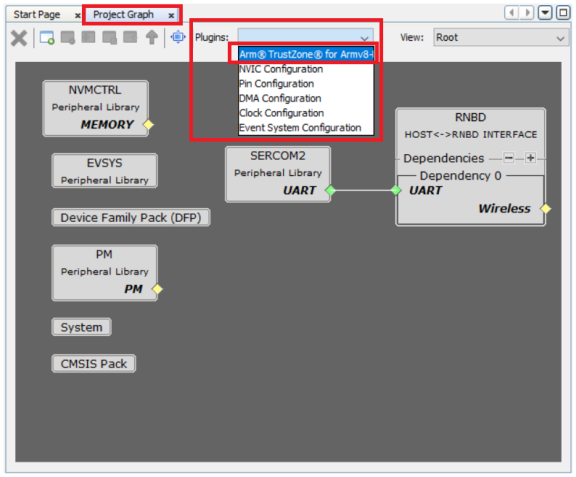 Start Page x Project Graph x
Plugins:
View: Root
Arm® TrustZone® for Armv8-
NVIC Configuration
Pin Configuration
DMA Configuration
Clock Configuration
Event System Configuration
NVMCTRL
Peripheral Library
MEMORY
EVSYS
Peripheral Library
Device Family Pack (DFP)
PM
Peripheral Library
PM
System
CMSIS Pack
SERCOM2
Peripheral Library
UART
RNBD
HOST<->RNBD INTERFACE
Dependencies
Dependency 0
UART
Wireless